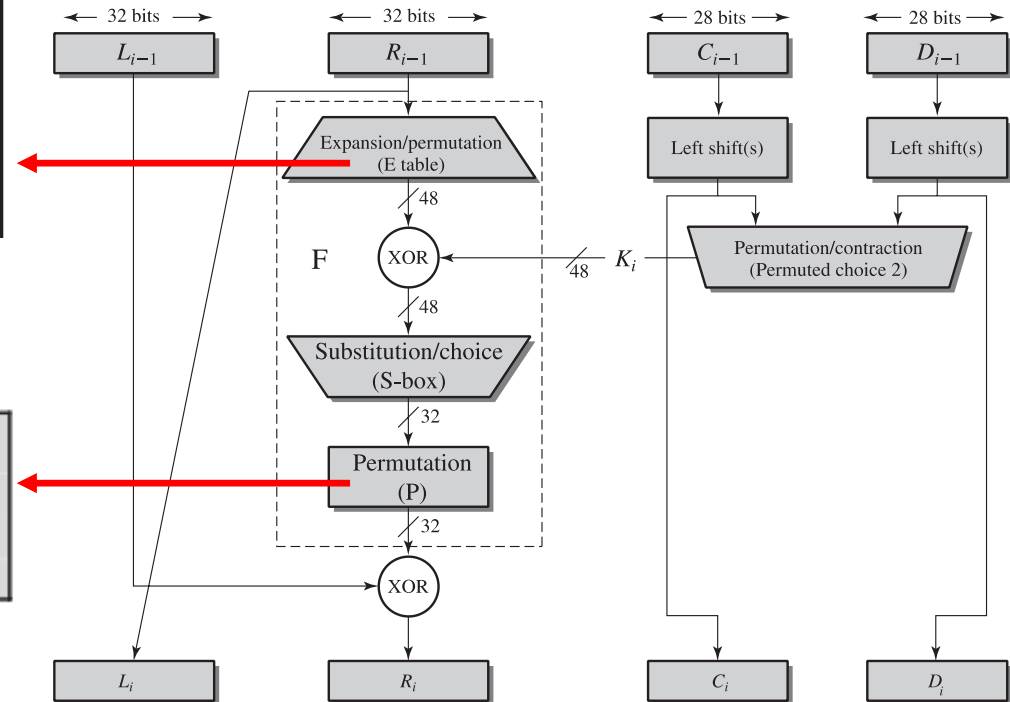 32 bits
32 bits
28 bits
28 bits
L_{i−1}
R_{i−1}
C_{i−1}
D_{i−1}
Expansion/permutation
(E table)
Left shift(s)
Left shift(s)
48
F
XOR
48
K_i
Permutation/contraction
(Permuted choice 2)
48
Substitution/choice
(S-box)
32
Permutation
(P)
32
XOR
L_i
R_i
C_i
D_i